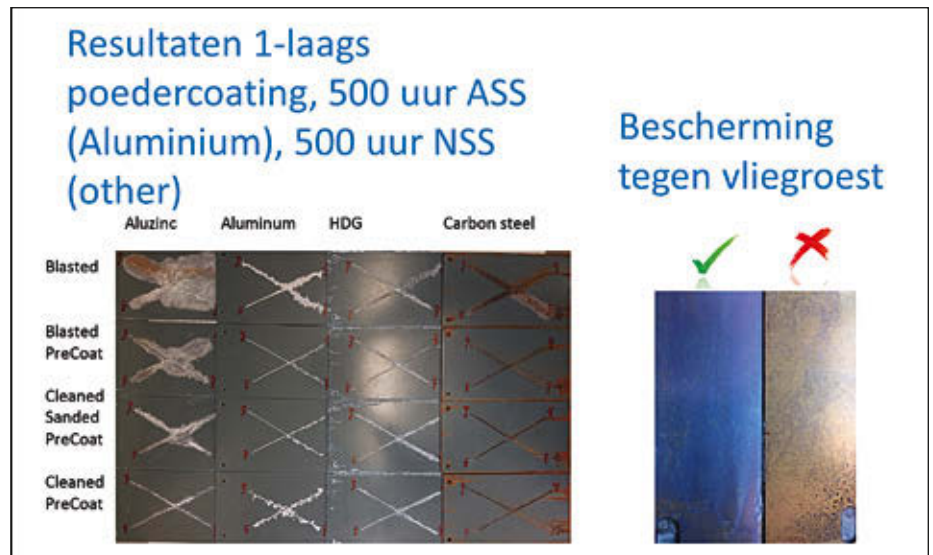 Resultaten 1-laags
poedercoating, 500 uur ASS
(Aluminium), 500 uur NSS
(other)
Bescherming
tegen vliegroest
Aluzinc Aluminum HDG Carbon steel
Blasted
Blasted
PreCoat
Cleaned
Sanded
PreCoat
Cleaned
PreCoat